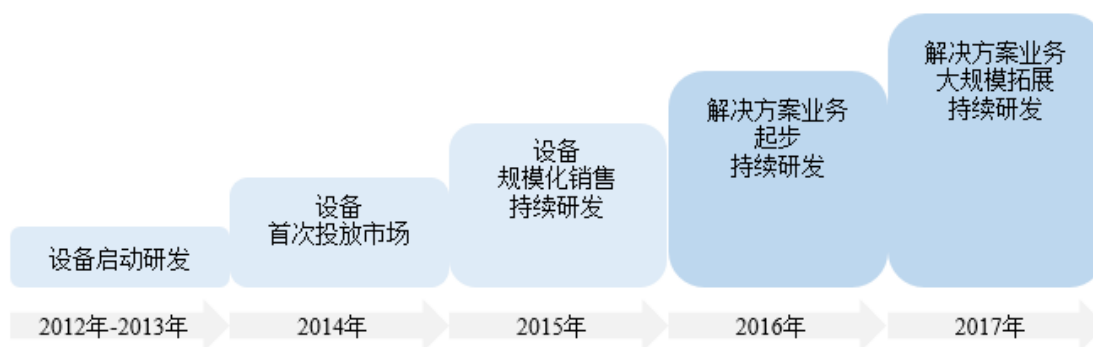 设备启动研发
设备
首次投放市场
设备
规模化销售
持续研发
解决方案业务
起步
持续研发
解决方案业务
大规模拓展
持续研发
2012年-2013年
2014年
2015年
2016年
2017年